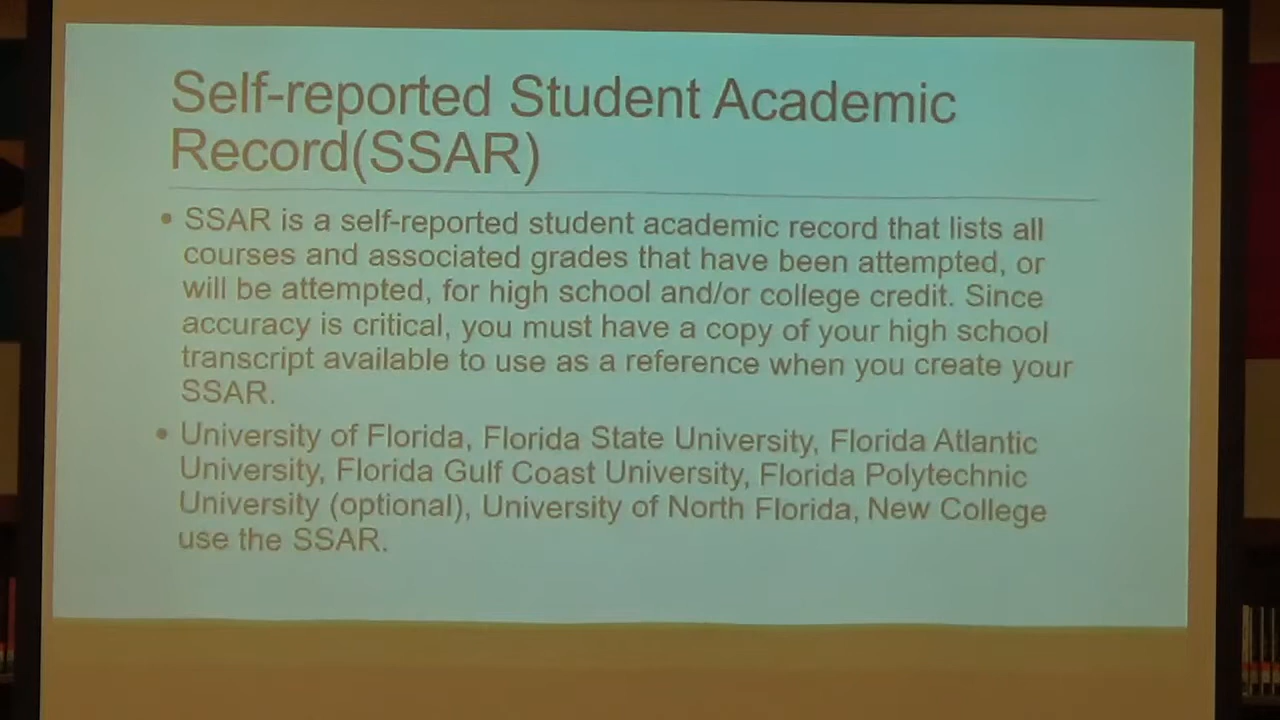 Self-reported Student Academic
Record(SSAR)
• SSAR is a self-reported student academic record that lists all
courses and associated grades that have been attempted, or
will be attempted, for high school and/or college credit. Since
accuracy is critical, you must have a copy of your high school
transcript available to use as a reference when you create your
SSAR.
• University of Florida, Florida State University, Florida Atlantic
University, Florida Gulf Coast University, Florida Polytechnic
University (optional), University of North Florida, New College
use the SSAR.